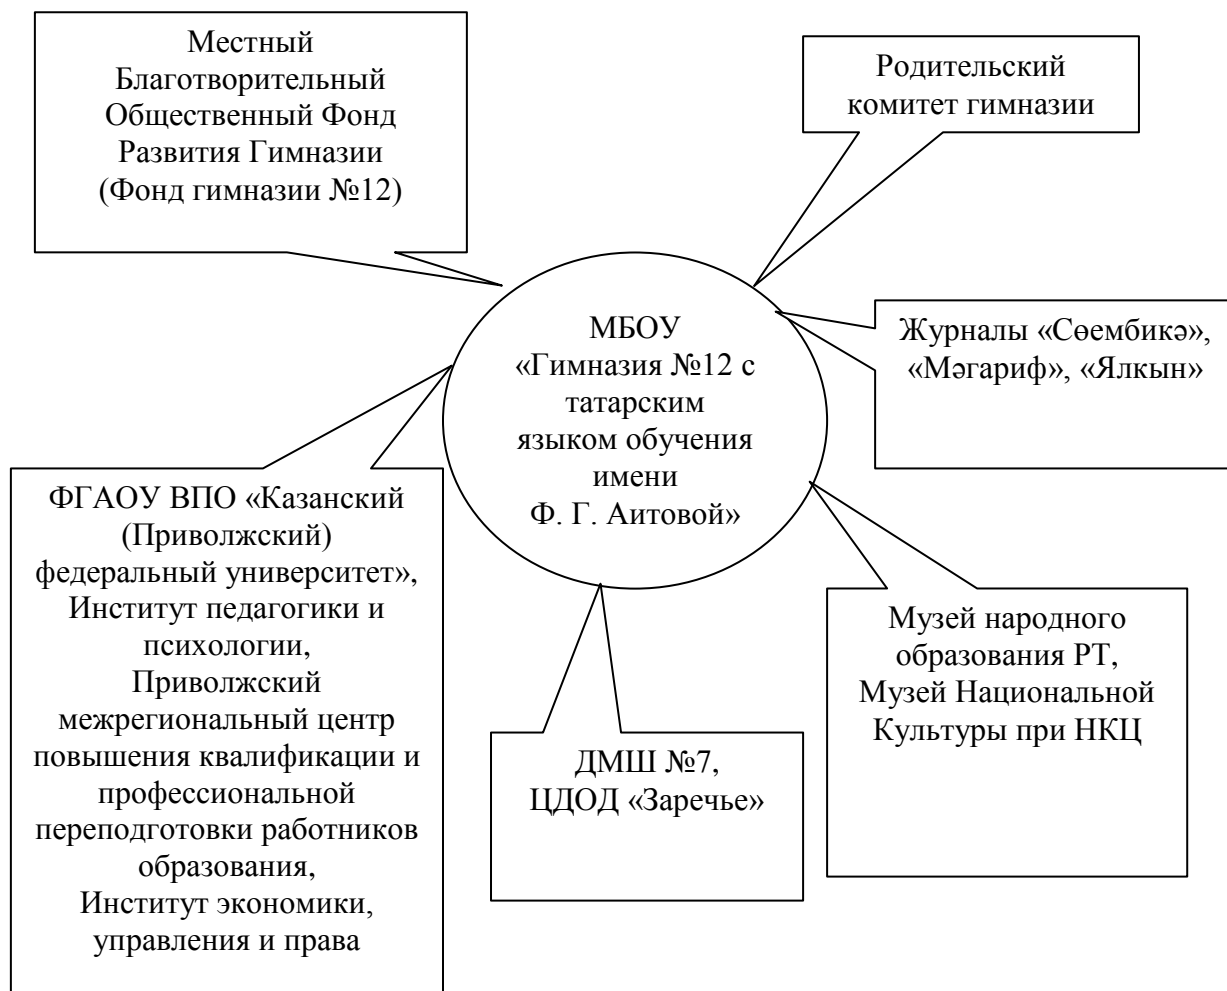 Местный
Благотворительный
Общественный Фонд
Развития Гимназии
(Фонд гимназии №12)
Родительский
комитет гимназии
МБОУ
«Гимназия №12 с
татарским
языком обучения
имени
Ф. Г. Аитовой»
Журналы «Сөембикә»,
«Мәгариф», «Ялкын»
ФГАОУ ВПО «Казанский
(Приволжский)
федеральный университет»,
Институт педагогики и
психологии,
Приволжский
межрегиональный центр
повышения квалификации и
профессиональной
переподготовки работников
образования,
Институт экономики,
управления и права
ДМШ №7,
ЦДОД «Заречье»
Музей народного
образования РТ,
Музей Национальной
Культуры при НКЦ